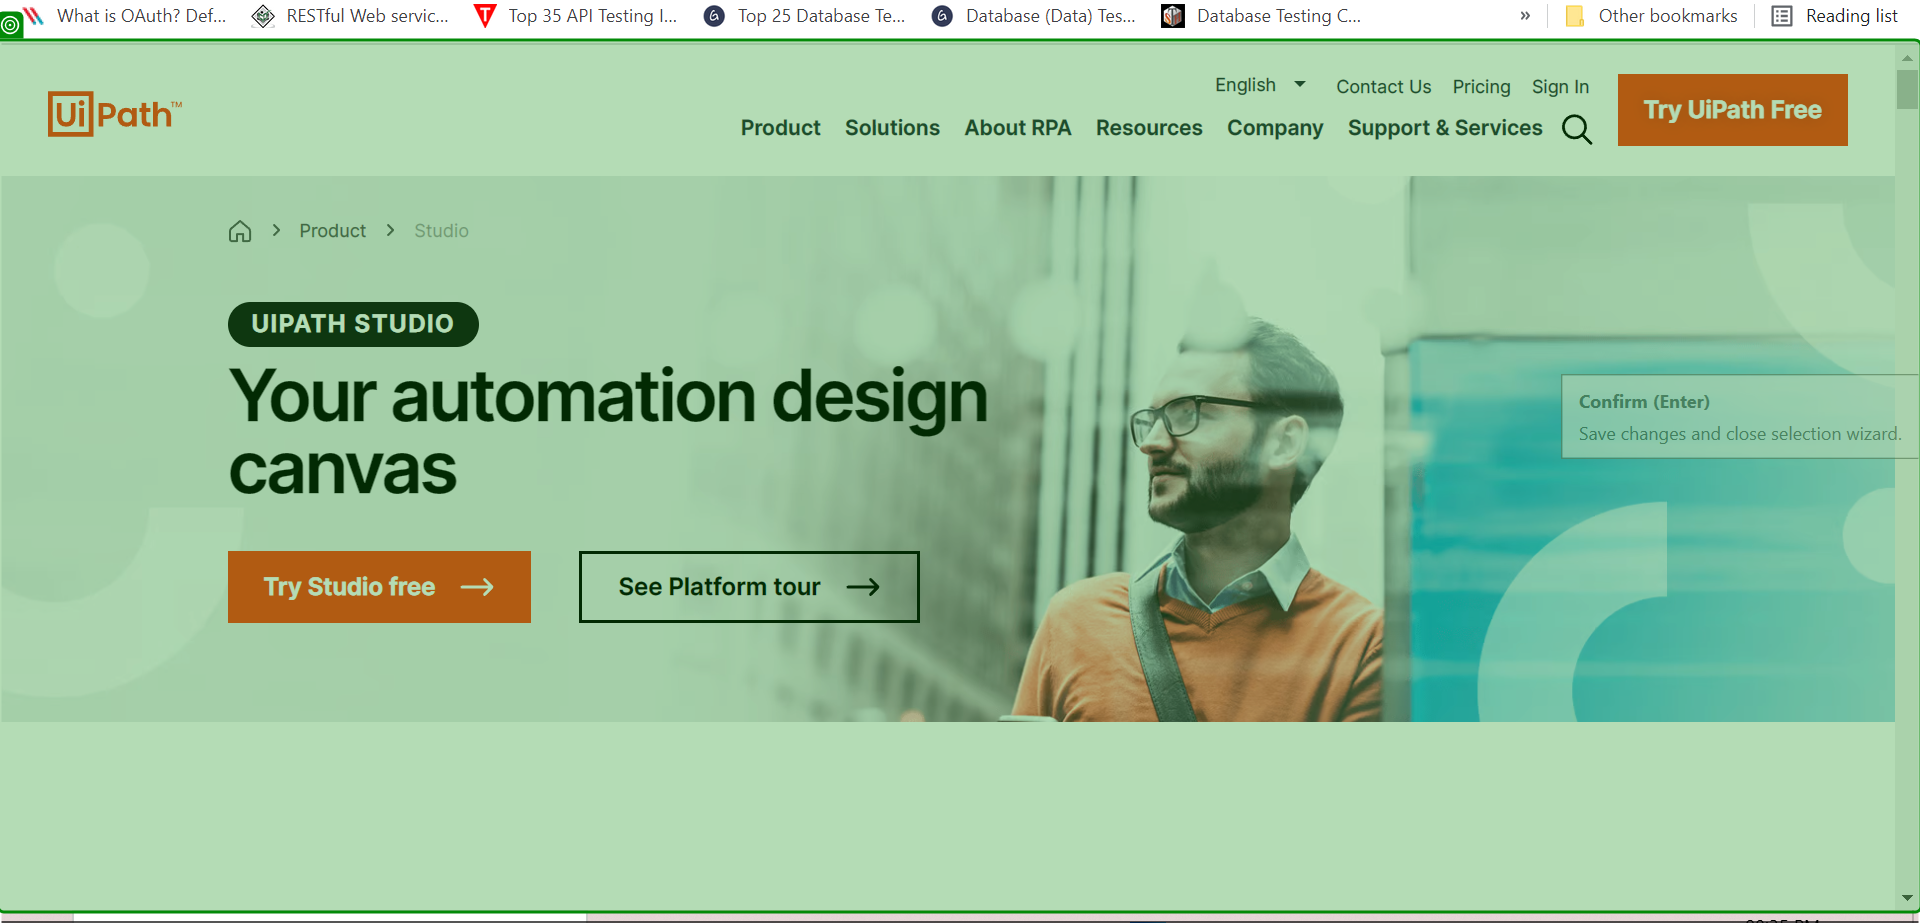 What is OAuth? Def... RESTful Web servic... Top 35 API Testing I... Top 25 Database Te... Database (Data) Tes... Database Testing C... » Other bookmarks Reading list
English Contact Us Pricing Sign In
UiPath™ Product Solutions About RPA Resources Company Support & Services Try UiPath Free
Product Studio
UIPATH STUDIO
Your automation design
canvas
Confirm (Enter)
Save changes and close selection wizard.
Try Studio free See Platform tour